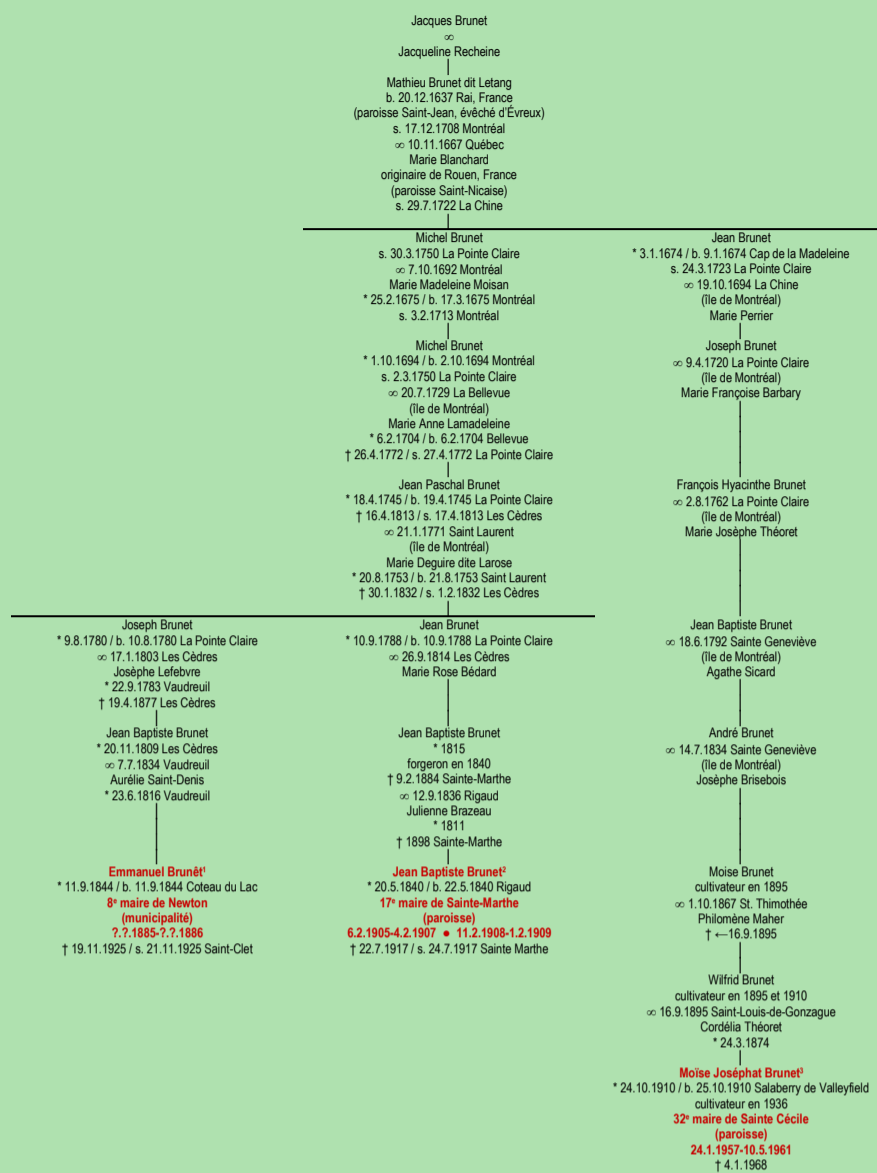 Jacques Brunet
∞
Jacqueline Recheine
Mathieu Brunet dit Letang
b. 20.12.1637 Rai, France
(paroisse Saint-Jean, évêché d'Évreux)
s. 17.12.1708 Montréal
∞ 10.11.1667 Québec
Marie Blanchard
originaire de Rouen, France
(paroisse Saint-Nicaise)
s. 29.7.1722 La Chine
Michel Brunet
s. 30.3.1750 La Pointe Claire
∞ 7.10.1692 Montréal
Marie Madeleine Moisan
* 25.2.1675 / b. 17.3.1675 Montréal
s. 3.2.1713 Montréal
Michel Brunet
* 1.10.1694 / b. 2.10.1694 Montréal
s. 2.3.1750 La Pointe Claire
∞ 20.7.1729 La Bellevue
(île de Montréal)
Marie Anne Lamadeleine
* 6.2.1704 / b. 6.2.1704 Bellevue
† 26.4.1772 / s. 27.4.1772 La Pointe Claire
Jean Paschal Brunet
* 18.4.1745 / b. 19.4.1745 La Pointe Claire
† 16.4.1813 / s. 17.4.1813 Les Cèdres
∞ 21.1.1771 Saint Laurent
(île de Montréal)
Marie Deguire dite Larose
* 20.8.1753 / b. 21.8.1753 Saint Laurent
† 30.1.1832 / s. 1.2.1832 Les Cèdres
Joseph Brunet
* 9.8.1780 / b. 10.8.1780 La Pointe Claire
∞ 17.1.1803 Les Cèdres
Josèphe Lefebvre
* 22.9.1783 Vaudreuil
† 19.4.1877 Les Cèdres
Jean Baptiste Brunet
* 20.11.1809 Les Cèdres
∞ 7.7.1834 Vaudreuil
Aurélie Saint-Denis
* 23.6.1816 Vaudreuil
Emmanuel Brunêt¹
* 11.9.1844 / b. 11.9.1844 Coteau du Lac
8e maire de Newton
(municipalité)
?.?.1885-?.?.1886
† 19.11.1925 / s. 21.11.1925 Saint-Clet
Jean Brunet
* 10.9.1788 / b. 10.9.1788 La Pointe Claire
∞ 26.9.1814 Les Cèdres
Marie Rose Bédard
Jean Baptiste Brunet
* 1815
forgeron en 1840
† 9.2.1884 Sainte-Marthe
∞ 12.9.1836 Rigaud
Julienne Brazeau
* 1811
† 1898 Sainte-Marthe
Jean Baptiste Brunet²
* 20.5.1840 / b. 22.5.1840 Rigaud
17e maire de Sainte-Marthe
(paroisse)
6.2.1905-4.2.1907 ● 11.2.1908-1.2.1909
† 22.7.1917 / s. 24.7.1917 Sainte Marthe
Jean Brunet
* 3.1.1674 / b. 9.1.1674 Cap de la Madeleine
s. 24.3.1723 La Pointe Claire
∞ 19.10.1694 La Chine
(île de Montréal)
Marie Perrier
Joseph Brunet
∞ 9.4.1720 La Pointe Claire
(île de Montréal)
Marie Françoise Barbary
François Hyacinthe Brunet
∞ 2.8.1762 La Pointe Claire
(île de Montréal)
Marie Josèphe Théoret
Jean Baptiste Brunet
∞ 18.6.1792 Sainte Geneviève
(île de Montréal)
Agathe Sicard
André Brunet
∞ 14.7.1834 Sainte Geneviève
(île de Montréal)
Josèphe Brisebois
Moise Brunet
cultivateur en 1895
∞ 1.10.1867 St. Thimothée
Philomène Maher
† ←16.9.1895
Wilfrid Brunet
cultivateur en 1895 et 1910
∞ 16.9.1895 Saint-Louis-de-Gonzague
Cordélia Théoret
* 24.3.1874
Moïse Joséphat Brunet³
* 24.10.1910 / b. 25.10.1910 Salaberry de Valleyfield
cultivateur en 1936
32e maire de Sainte Cécile
(paroisse)
24.1.1957-10.5.1961
† 4.1.1968